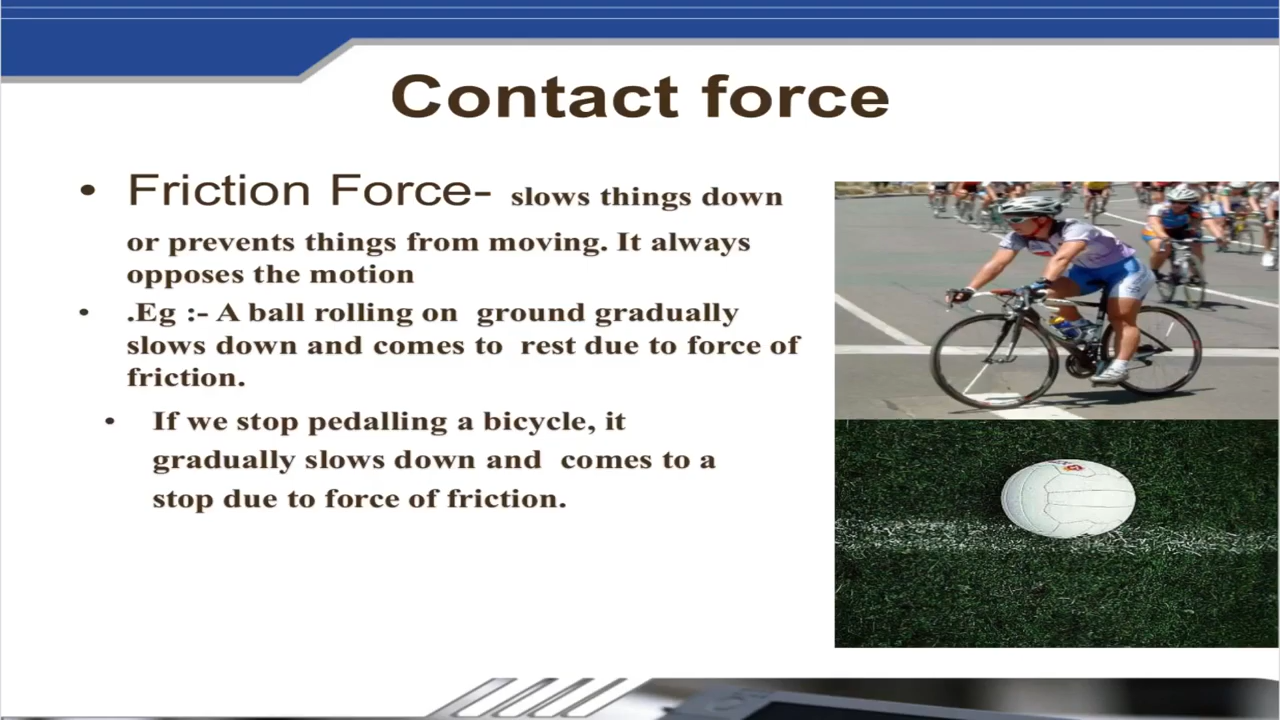 Contact force
• Friction Force- slows things down
or prevents things from moving. It always
opposes the motion
• .Eg :- A ball rolling on ground gradually
slows down and comes to rest due to force of
friction.
• If we stop pedalling a bicycle, it
gradually slows down and comes to a
stop due to force of friction.